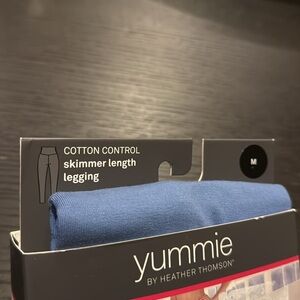 COTTON CONTROL
skimmer length
legging
M
yummie
BY HEATHER THOMSON®